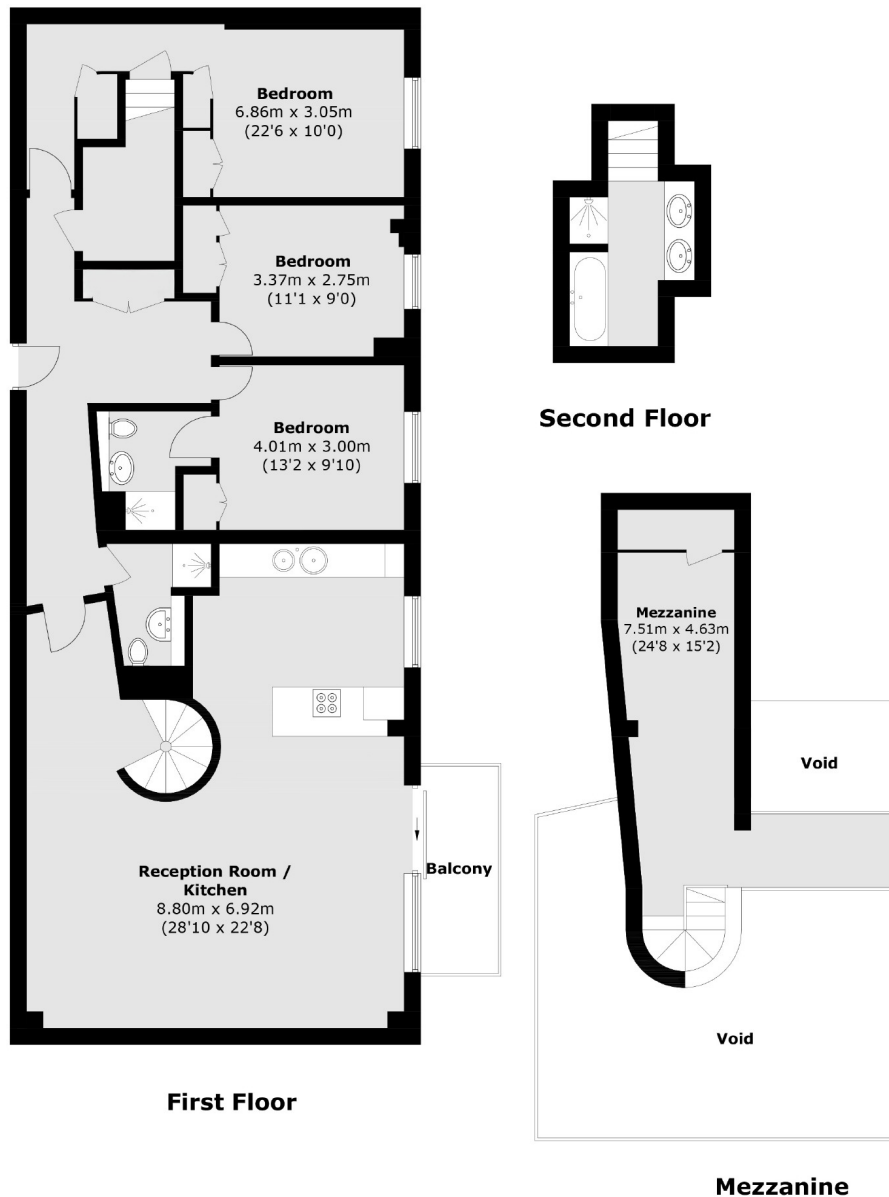 Bedroom
6.86m x 3.05m
(22'6 x 10'0)
Bedroom
3.37m x 2.75m
(11'1 x 9'0)
Bedroom
4.01m x 3.00m
(13'2 x 9'10)
Reception Room /
Kitchen
8.80m x 6.92m
(28'10 x 22'8)
Balcony
First Floor
Second Floor
Mezzanine
7.51m x 4.63m
(24'8 x 15'2)
Void
Void
Mezzanine